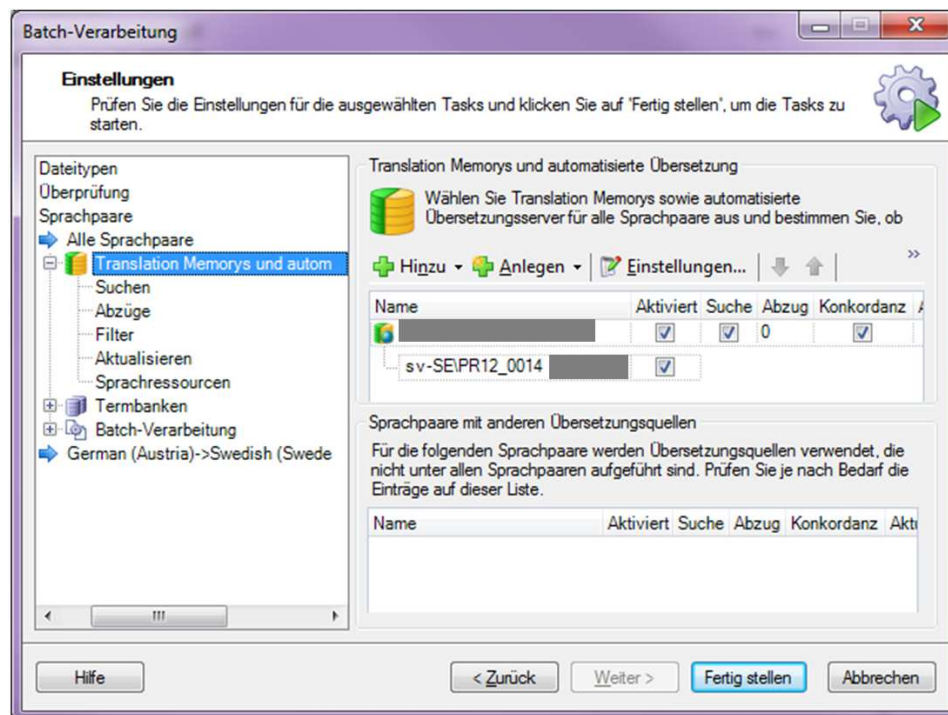 Batch-Verarbeitung
Einstellungen
Prüfen Sie die Einstellungen für die ausgewählten Tasks und klicken Sie auf 'Fertig stellen', um die Tasks zu
starten.
Dateitypen
Überprüfung
Sprachpaare
Alle Sprachpaare
Translation Memorys und autom
Suchen
Abzüge
Filter
Aktualisieren
Sprachressourcen
Termbanken
Batch-Verarbeitung
German (Austria)->Swedish (Swede
Translation Memorys und automatisierte Übersetzung
Wählen Sie Translation Memorys sowie automatisierte
Übersetzungsserver für alle Sprachpaare aus und bestimmen Sie, ob
Hinzu Anlegen Einstellungen... »
Name Aktiviert Suche Abzug Konkordanz
0
sv-SE\PR12_0014
Sprachpaare mit anderen Übersetzungsquellen
Für die folgenden Sprachpaare werden Übersetzungsquellen verwendet, die
nicht unter allen Sprachpaaren aufgeführt sind. Prüfen Sie je nach Bedarf die
Einträge auf dieser Liste.
Name Aktiviert Suche Abzug Konkordanz Aktu
Hilfe < Zurück Weiter > Fertig stellen Abbrechen